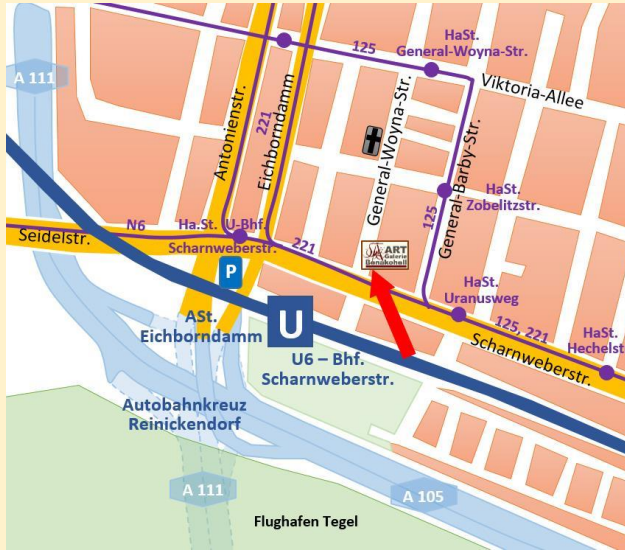 HaSt.
General-Woyna-Str.
125
A 111
Viktoria-Allee
Antonienstr.
221
Eichborndamm
General-Woyna-Str.
General-Barby-Str.
125
HaSt.
Zobelitzstr.
N6
Ha.St. U-Bhf.
Scharnweberstr.
Seidelstr.
221
ART
Galerie
P
HaSt.
Uranusweg
125, 221
HaSt.
Hechelst
Scharnweberstr.
ASt.
Eichborndamm
U
U6 – Bhf.
Scharnweberstr.
Autobahnkreuz
Reinickendorf
A 111
A 105
Flughafen Tegel